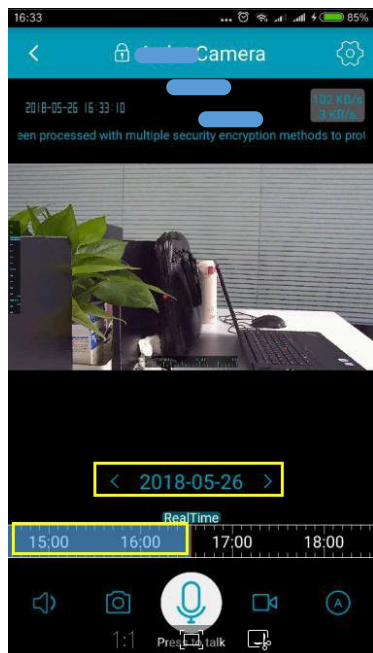 16:33 ... 85%
Camera
2018-05-26 16:33:10 102 KB/s
3 KB/s
een processed with multiple security encryption methods to prot
2018-05-26
RealTime
15:00 16:00 17:00 18:00
A
1:1 Press to talk